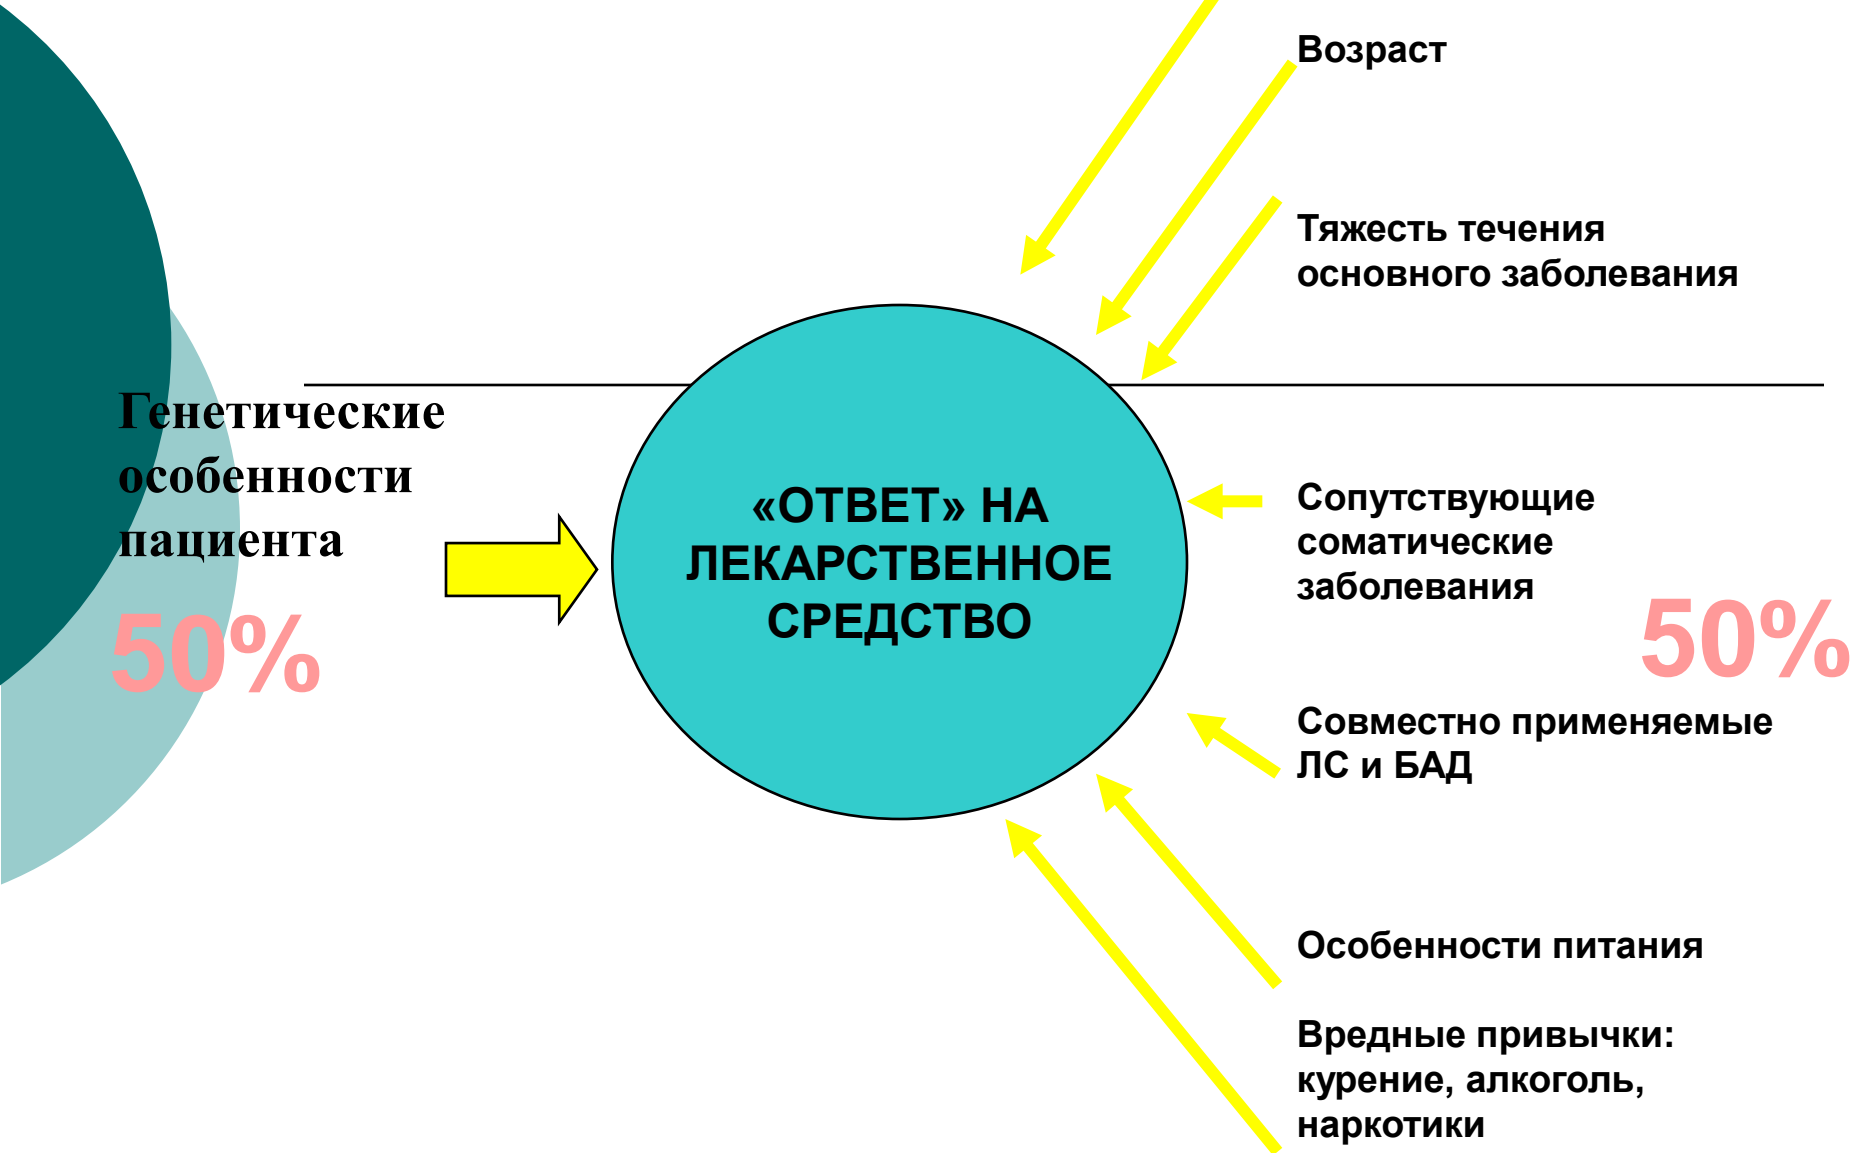 Генетические
особенности
пациента
50%
«ОТВЕТ» НА
ЛЕКАРСТВЕННОЕ
СРЕДСТВО
Возраст
Тяжесть течения
основного заболевания
Сопутствующие
соматические
заболевания
50%
Совместно применяемые
ЛС и БАД
Особенности питания
Вредные привычки:
курение, алкоголь,
наркотики